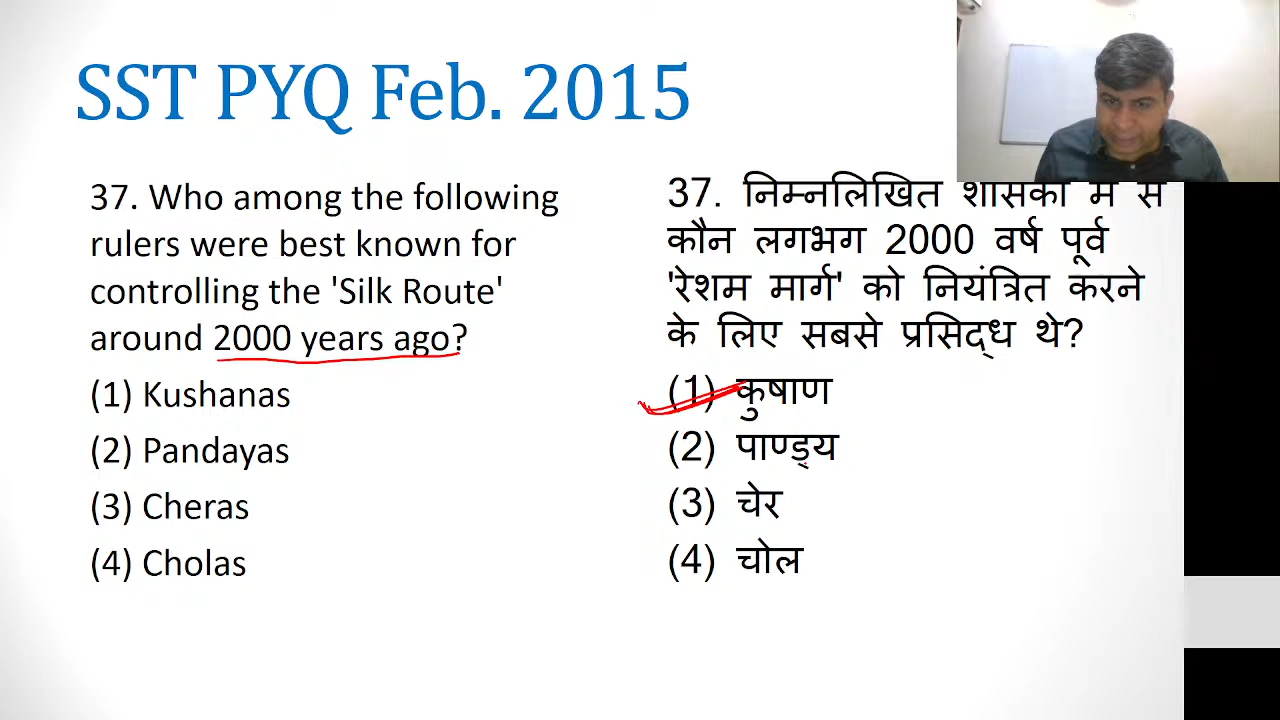 SST PYQ Feb. 2015
37. Who among the following
rulers were best known for
controlling the 'Silk Route'
around 2000 years ago?
(1) Kushanas
(2) Pandayas
(3) Cheras
(4) Cholas
37. निम्नलिखित शासकों में से
कौन लगभग 2000 वर्ष पूर्व
'रेशम मार्ग' को नियंत्रित करने
के लिए सबसे प्रसिद्ध थे?
(1) कुषाण
(2) पाण्ड्य
(3) चेर
(4) चोल